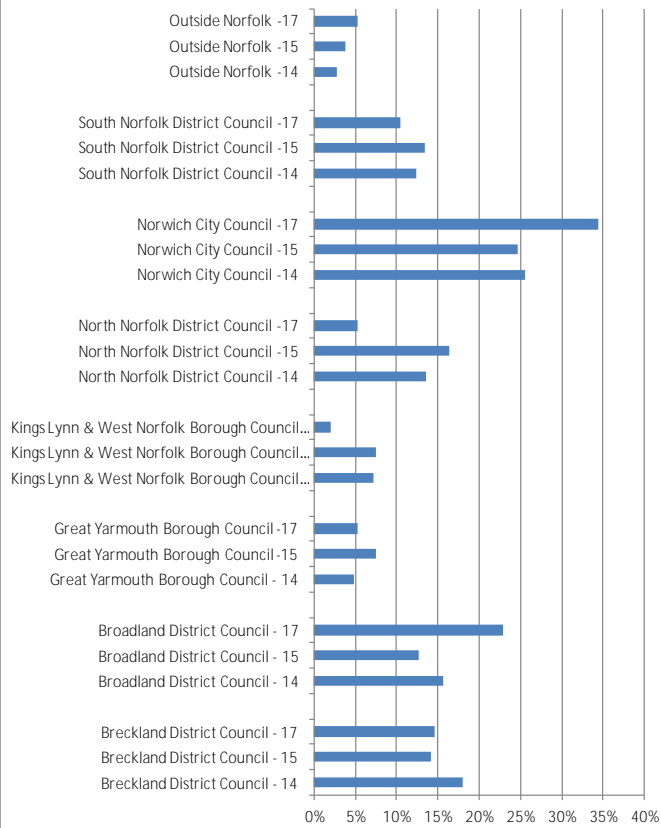 Outside Norfolk -17
Outside Norfolk -15
Outside Norfolk -14
South Norfolk District Council -17
South Norfolk District Council -15
South Norfolk District Council -14
Norwich City Council -17
Norwich City Council -15
Norwich City Council -14
North Norfolk District Council -17
North Norfolk District Council -15
North Norfolk District Council -14
Kings Lynn & West Norfolk Borough Council...
Kings Lynn & West Norfolk Borough Council...
Kings Lynn & West Norfolk Borough Council...
Great Yarmouth Borough Council -17
Great Yarmouth Borough Council -15
Great Yarmouth Borough Council - 14
Broadland District Council - 17
Broadland District Council - 15
Broadland District Council - 14
Breckland District Council - 17
Breckland District Council - 15
Breckland District Council - 14
0% 5% 10% 15% 20% 25% 30% 35% 40%